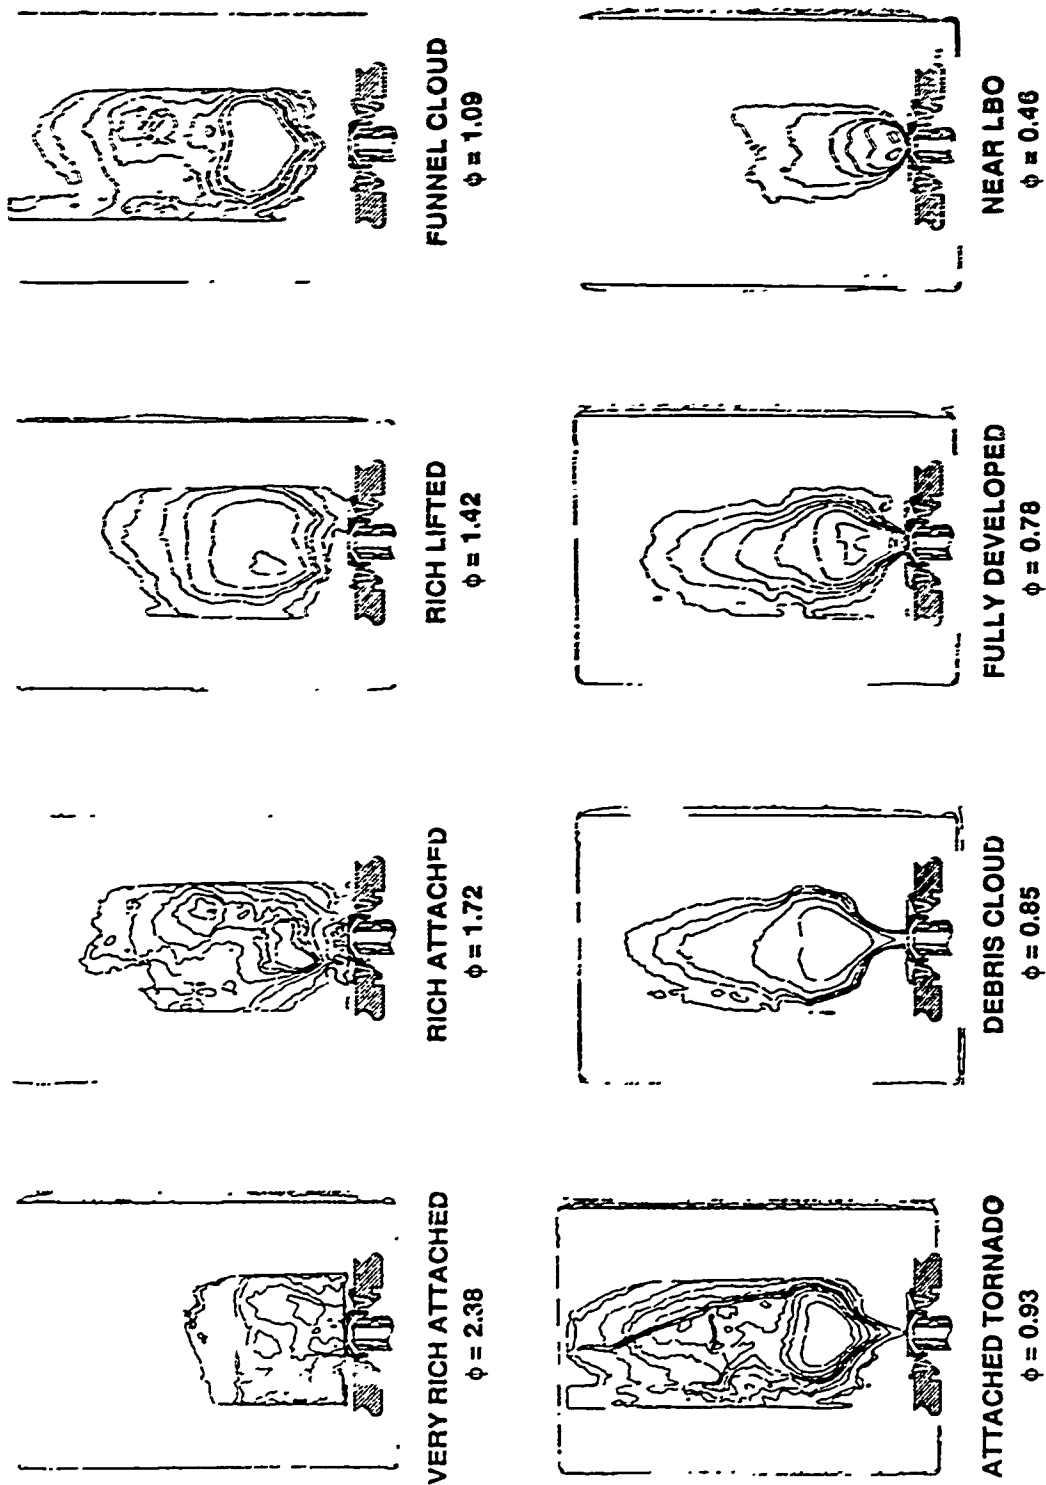 VERY RICH ATTACHED
ϕ = 2.38
RICH ATTACHED
ϕ = 1.72
RICH LIFTED
ϕ = 1.42
FUNNEL CLOUD
ϕ = 1.09
ATTACHED TORNADO
ϕ = 0.93
DEBRIS CLOUD
ϕ = 0.85
FULLY DEVELOPED
ϕ = 0.78
NEAR LBO
ϕ = 0.46